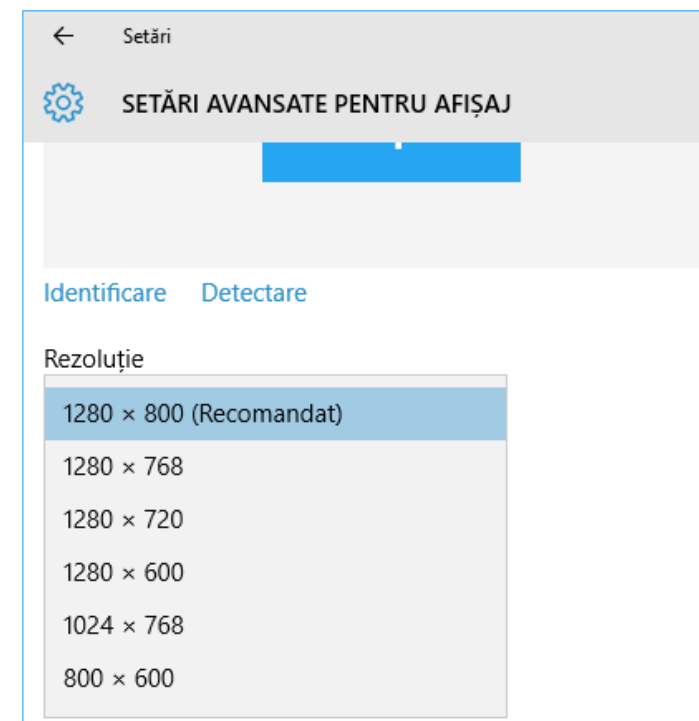 Setări
SETĂRI AVANSATE PENTRU AFIȘAJ
Identificare Detectare
Rezoluție
1280 × 800 (Recomandat)
1280 × 768
1280 × 720
1280 × 600
1024 × 768
800 × 600